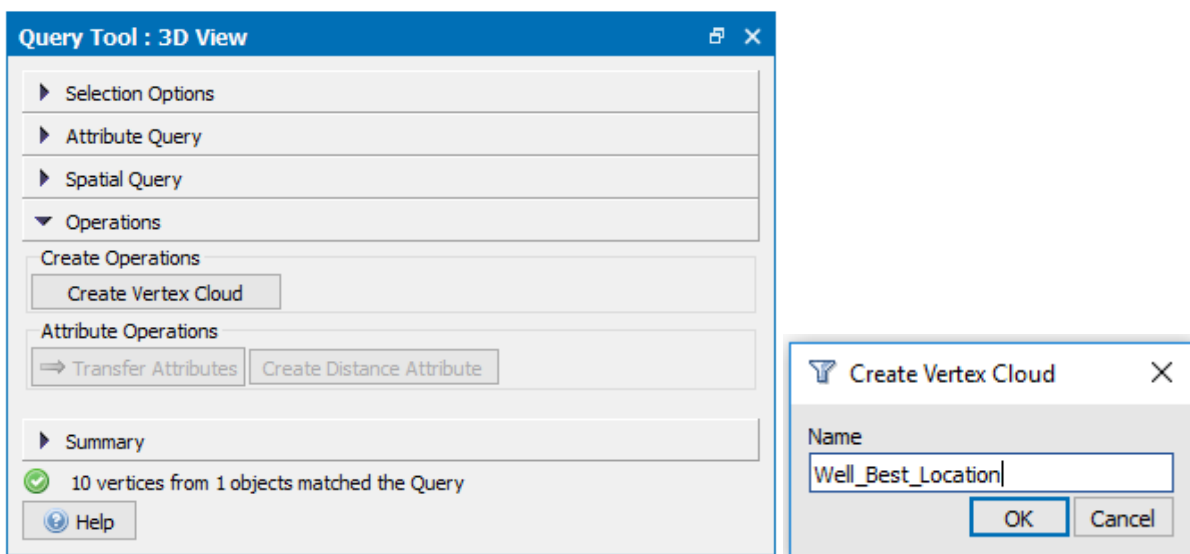 Query Tool : 3D View
Selection Options
Attribute Query
Spatial Query
Operations
Create Operations
Create Vertex Cloud
Attribute Operations
Transfer Attributes
Create Distance Attribute
Summary
10 vertices from 1 objects matched the Query
Help
Create Vertex Cloud
Name
Well_Best_Location
OK
Cancel